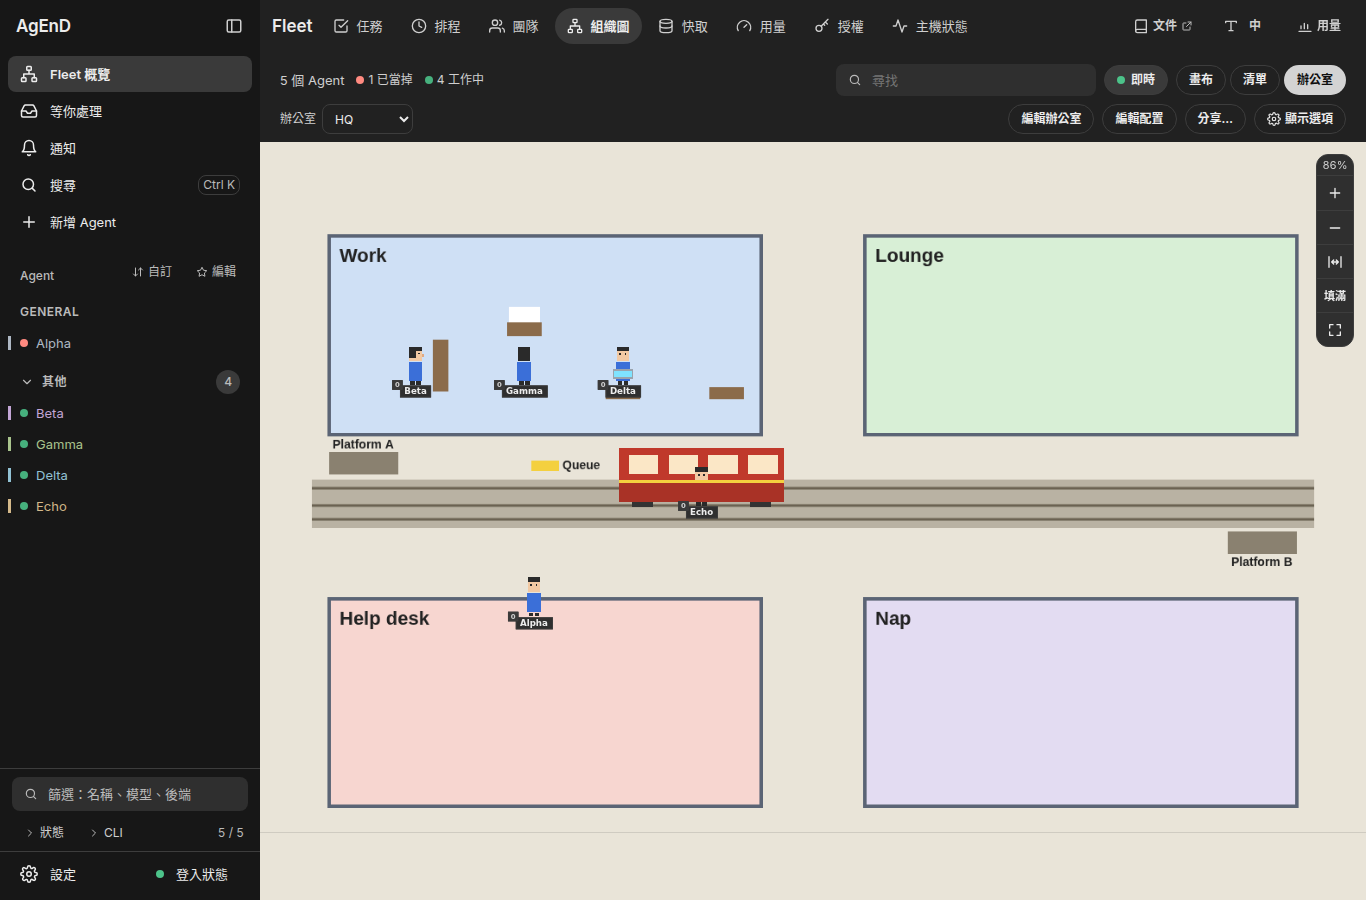 AgEnD
Fleet 概覽
等你處理
通知
搜尋
Ctrl K
新增 Agent
Agent
自訂
編輯
GENERAL
Alpha
其他
4
Beta
Gamma
Delta
Echo
篩選：名稱、模型、後端
狀態
CLI
5 / 5
設定
登入狀態
Fleet
任務
排程
團隊
組織圖
快取
用量
授權
主機狀態
文件
中
用量
5 個 Agent
1 已當掉
4 工作中
尋找
即時
畫布
清單
辦公室
辦公室
HQ
編輯辦公室
編輯配置
分享...
顯示選項
86%
填滿
Work
Lounge
0
Beta
0
Gamma
0
Delta
Platform A
Queue
0
Echo
Platform B
Help desk
0
Alpha
Nap